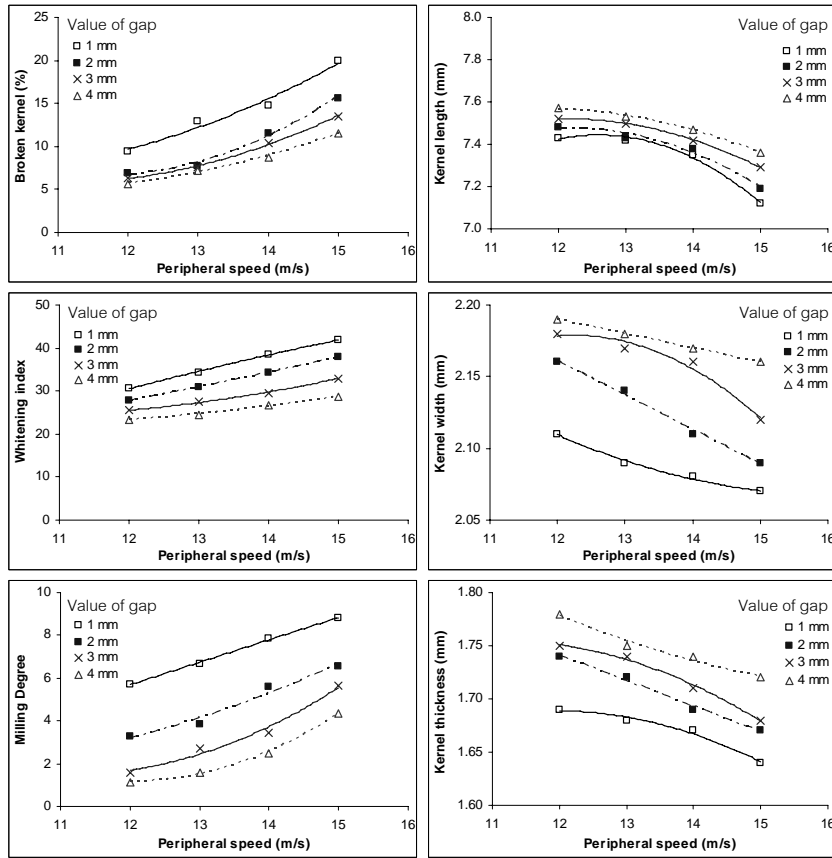 Value of gap
1 mm
2 mm
3 mm
4 mm
Broken kernel (%)
25
20
15
10
5
0
11 12 13 14 15 16
Peripheral speed (m/s)
Value of gap
1 mm
2 mm
3 mm
4 mm
Kernel length (mm)
8.0
7.8
7.6
7.4
7.2
7.0
11 12 13 14 15 16
Peripheral speed (m/s)
Value of gap
1 mm
2 mm
3 mm
4 mm
Whitening index
50
40
30
20
10
0
11 12 13 14 15 16
Peripheral speed (m/s)
Value of gap
1 mm
2 mm
3 mm
4 mm
Kernel width (mm)
2.20
2.15
2.10
2.05
11 12 13 14 15 16
Peripheral speed (m/s)
Value of gap
1 mm
2 mm
3 mm
4 mm
Milling Degree
10
8
6
4
2
0
11 12 13 14 15 16
Peripheral speed (m/s)
Value of gap
1 mm
2 mm
3 mm
4 mm
Kernel thickness (mm)
1.80
1.75
1.70
1.65
1.60
11 12 13 14 15 16
Peripheral speed (m/s)